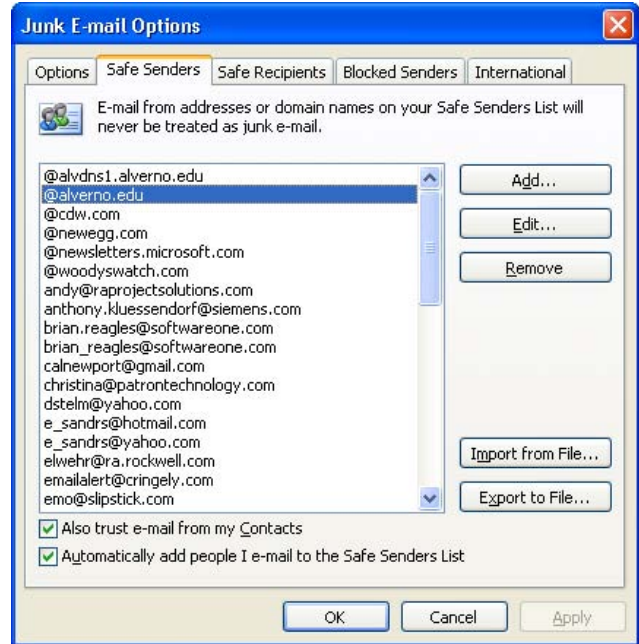 Junk E-mail Options
Options
Safe Senders
Safe Recipients
Blocked Senders
International
E-mail from addresses or domain names on your Safe Senders List will
never be treated as junk e-mail.
@alvdns1.alverno.edu
@alverno.edu
@cdw.com
@newegg.com
@newsletters.microsoft.com
@woodyswatch.com
andy@raprojectsolutions.com
anthony.kluessendorf@siemens.com
brian.reagles@softwareone.com
brian_reagles@softwareone.com
calnewport@gmail.com
christina@patrontechnology.com
dstelm@yahoo.com
e_sandrs@hotmail.com
e_sandrs@yahoo.com
elwehr@ra.rockwell.com
emailalert@cringely.com
emo@slipstick.com
Add...
Edit...
Remove
Import from File...
Export to File...
Also trust e-mail from my Contacts
Automatically add people I e-mail to the Safe Senders List
OK
Cancel
Apply